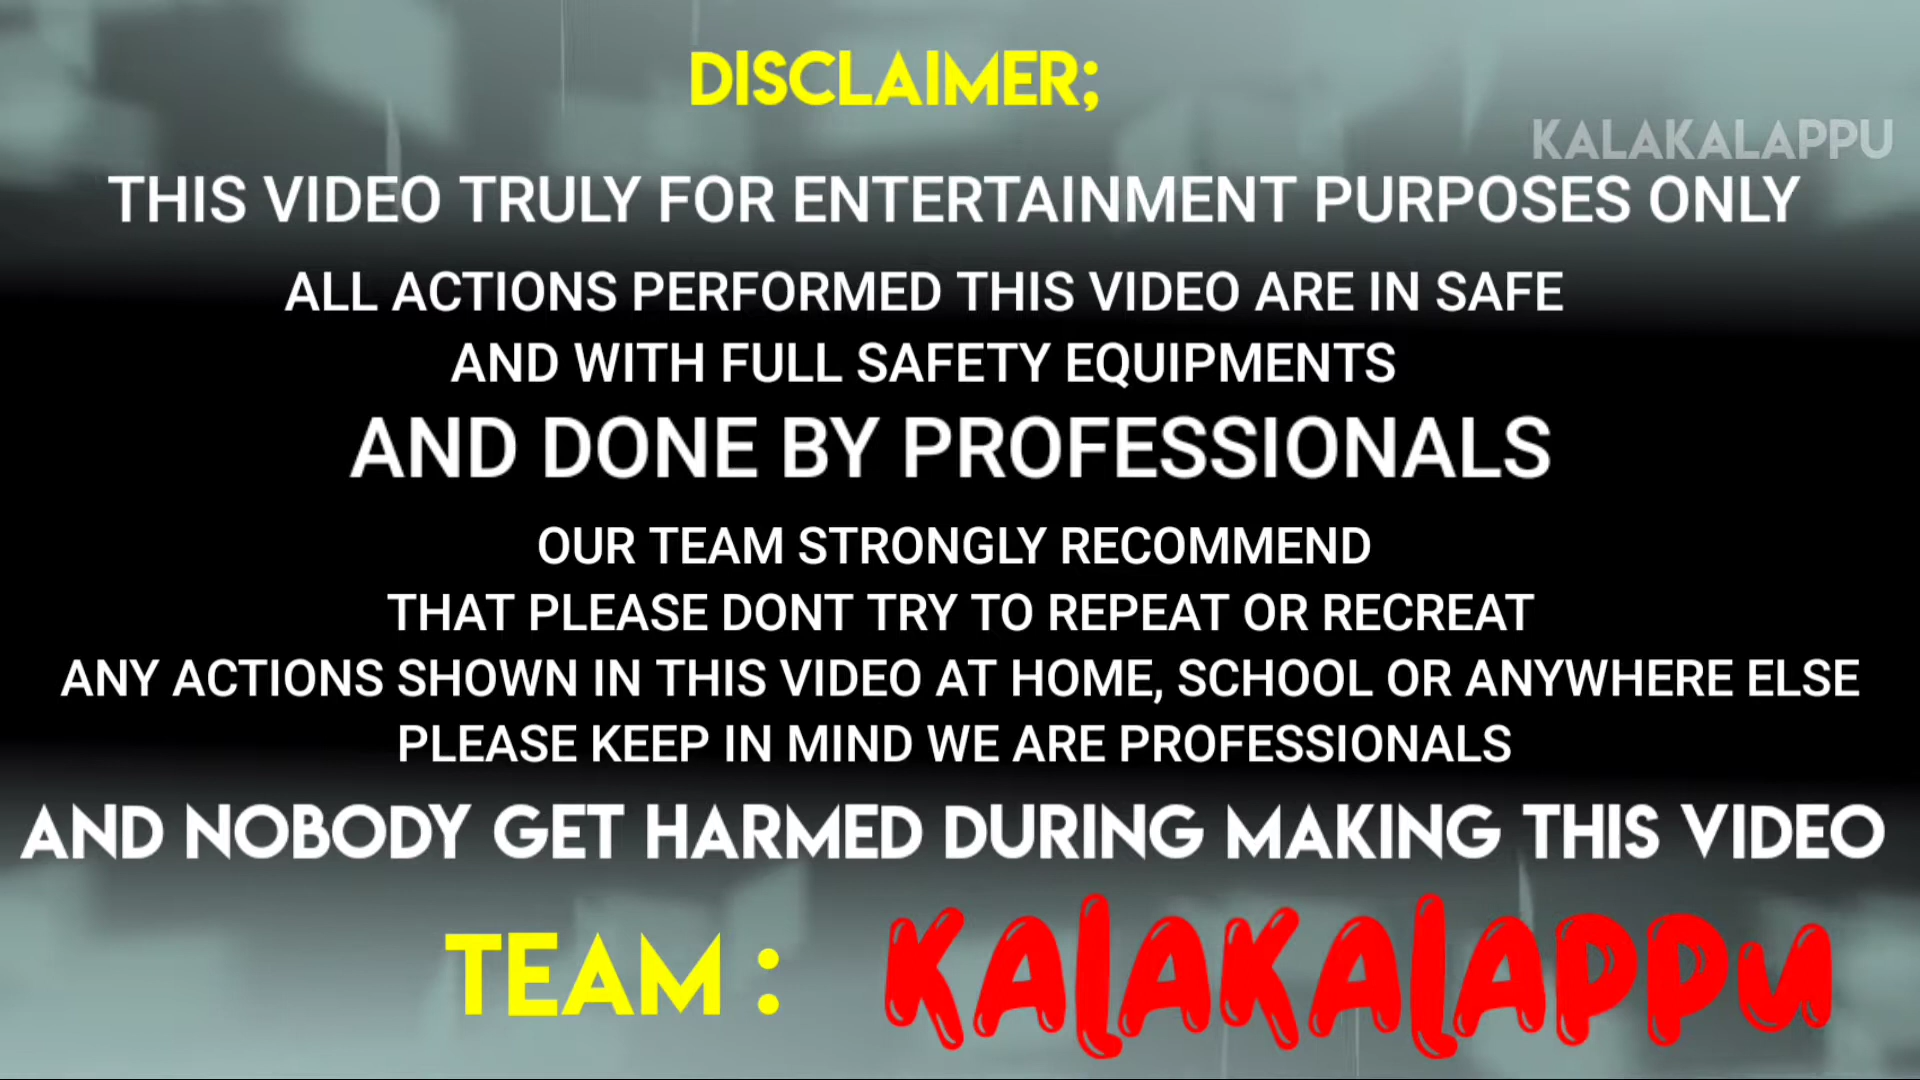 DISCLAIMER;
KALAKALAPPU
THIS VIDEO TRULY FOR ENTERTAINMENT PURPOSES ONLY
ALL ACTIONS PERFORMED THIS VIDEO ARE IN SAFE
AND WITH FULL SAFETY EQUIPMENTS
AND DONE BY PROFESSIONALS
OUR TEAM STRONGLY RECOMMEND
THAT PLEASE DONT TRY TO REPEAT OR RECREAT
ANY ACTIONS SHOWN IN THIS VIDEO AT HOME, SCHOOL OR ANYWHERE ELSE
PLEASE KEEP IN MIND WE ARE PROFESSIONALS
AND NOBODY GET HARMED DURING MAKING THIS VIDEO
TEAM : KALAKALAPPU